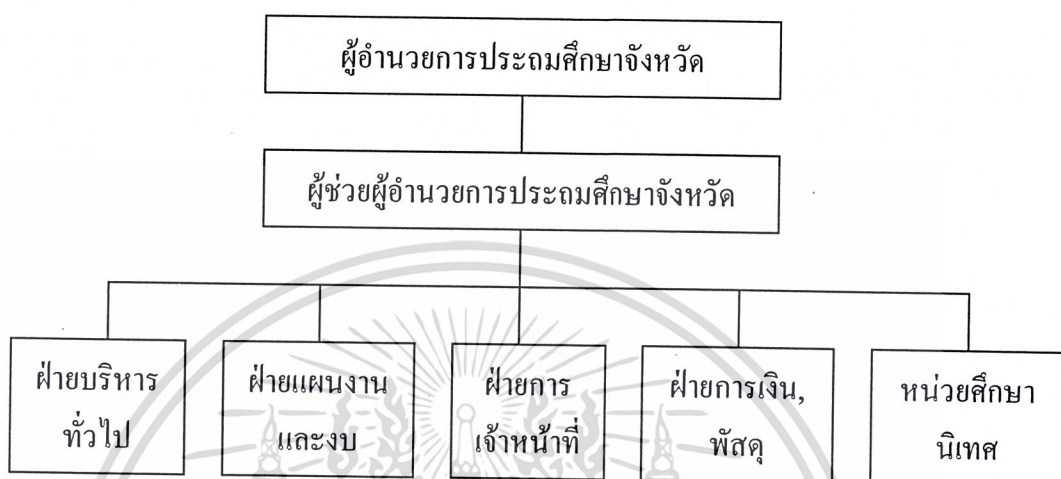 ผู้อำนวยการประถมศึกษาจังหวัด
ผู้ช่วยผู้อำนวยการประถมศึกษาจังหวัด
ฝ่ายบริหาร
ทั่วไป
ฝ่ายแผนงาน
และงบ
ฝ่ายการ
เจ้าหน้าที่
ฝ่ายการเงิน,
พัสดุ
หน่วยศึกษา
นิเทศ